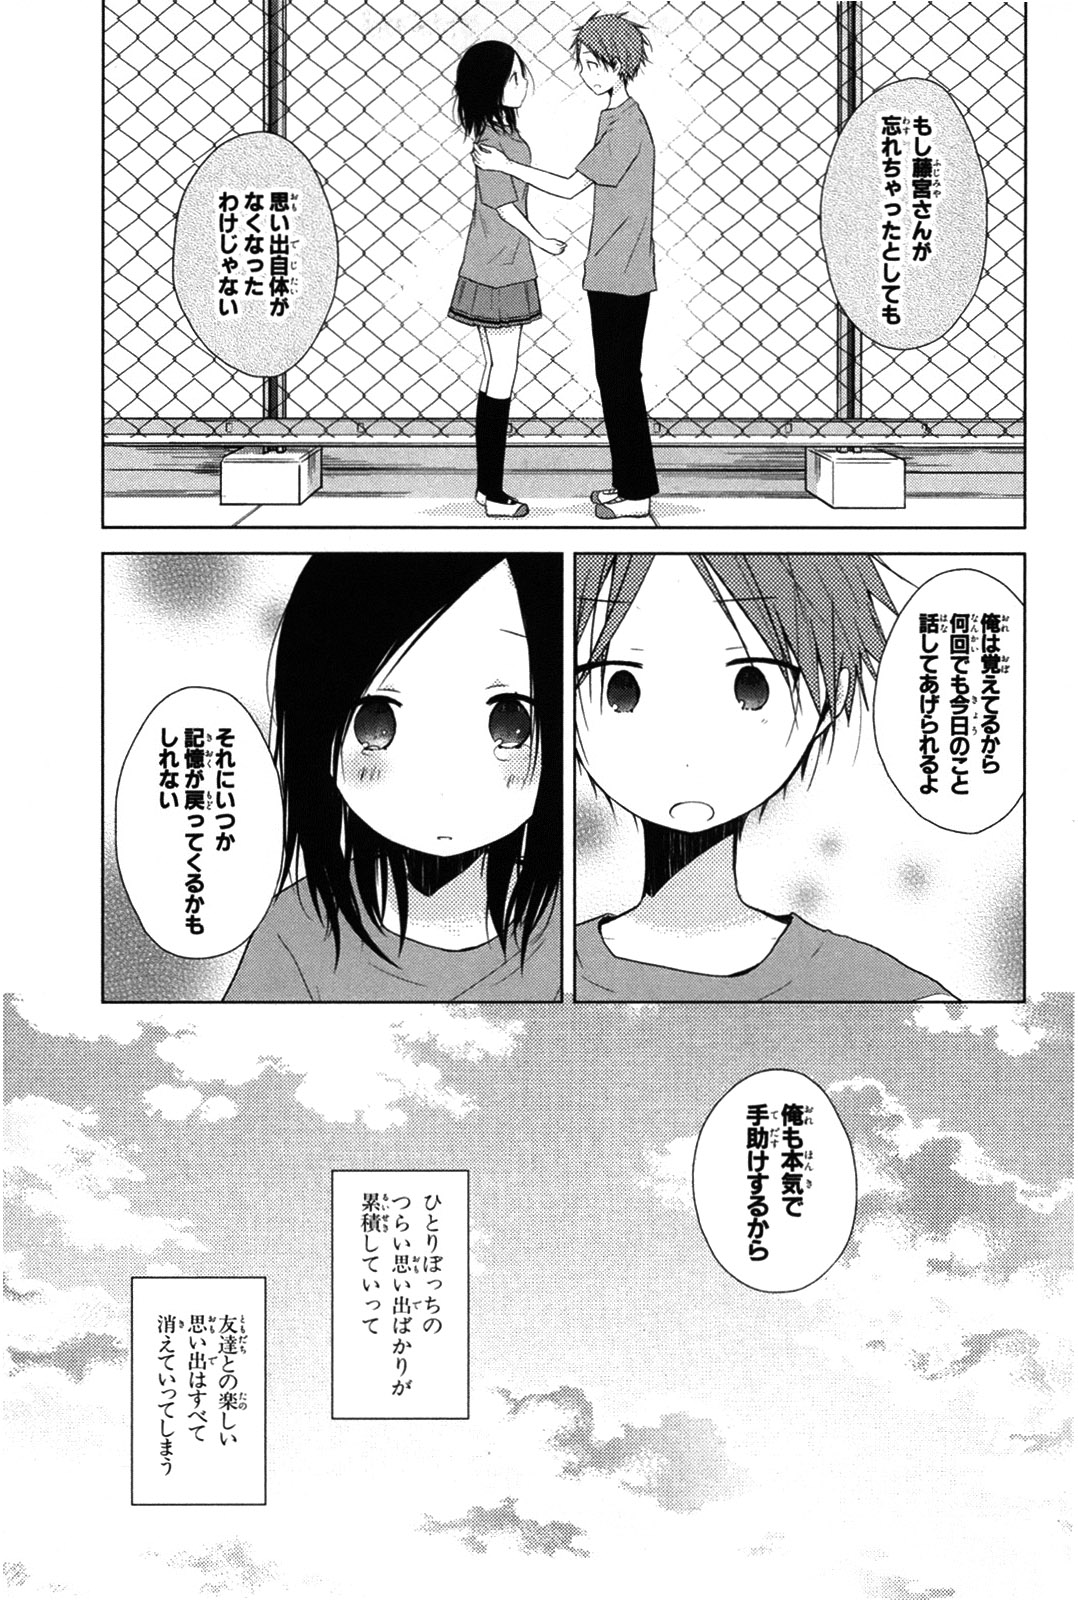 もし藤宮さんが
忘れちゃったとしても
思い出自体が
なくなった
わけじゃない
俺は覚えてるから
何回でも今日のこと
話してあげられるよ
それにいつか
記憶が戻ってくるかも
しれない
俺も本気で
手助けするから
ひとりぼっちの
つらい思い出ばかりが
累積していって
友達との楽しい
思い出はすべて
消えていってしまう